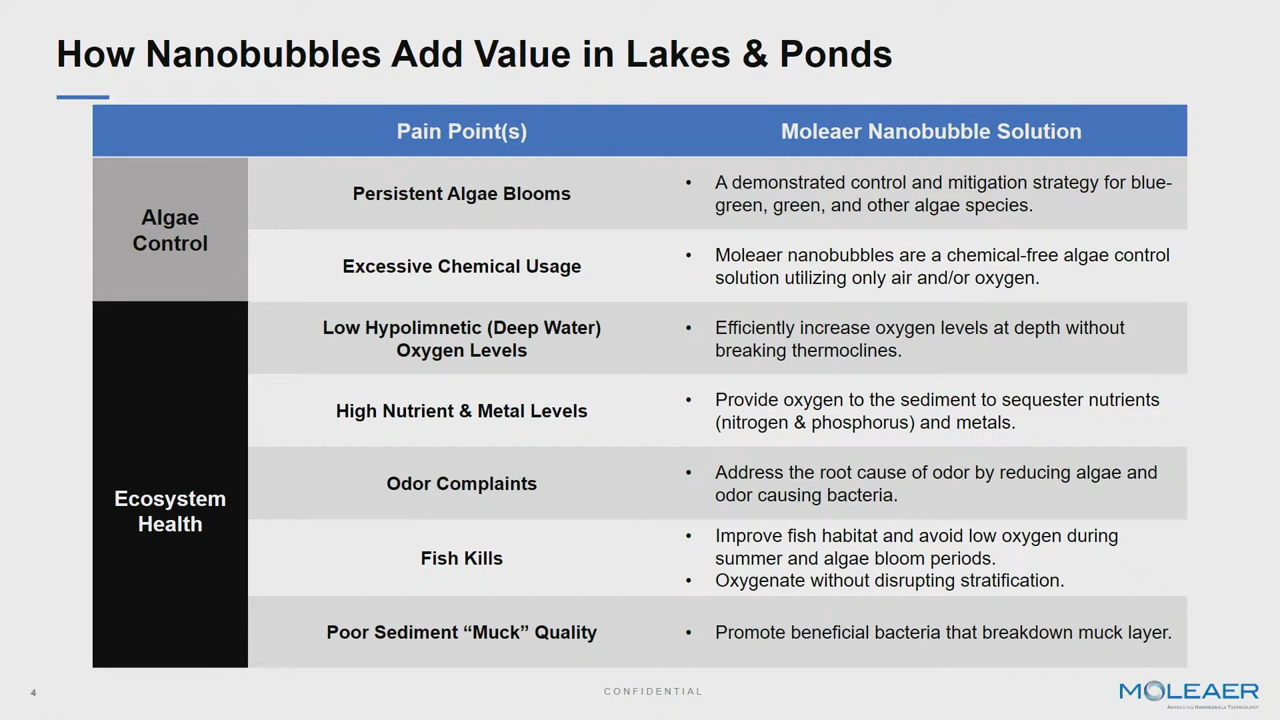 How Nanobubbles Add Value in Lakes & Ponds
Pain Point(s)
Moleaer Nanobubble Solution
Algae
Control
Persistent Algae Blooms
• A demonstrated control and mitigation strategy for blue-
green, green, and other algae species.
Excessive Chemical Usage
• Moleaer nanobubbles are a chemical-free algae control
solution utilizing only air and/or oxygen.
Ecosystem
Health
Low Hypolimnetic (Deep Water)
Oxygen Levels
• Efficiently increase oxygen levels at depth without
breaking thermoclines.
High Nutrient & Metal Levels
• Provide oxygen to the sediment to sequester nutrients
(nitrogen & phosphorus) and metals.
Odor Complaints
• Address the root cause of odor by reducing algae and
odor causing bacteria.
Fish Kills
• Improve fish habitat and avoid low oxygen during
summer and algae bloom periods.
• Oxygenate without disrupting stratification.
Poor Sediment “Muck” Quality
• Promote beneficial bacteria that breakdown muck layer.
4
CONFIDENTIAL
MOLEAER
ADVANCING NANOBUBBLE TECHNOLOGY